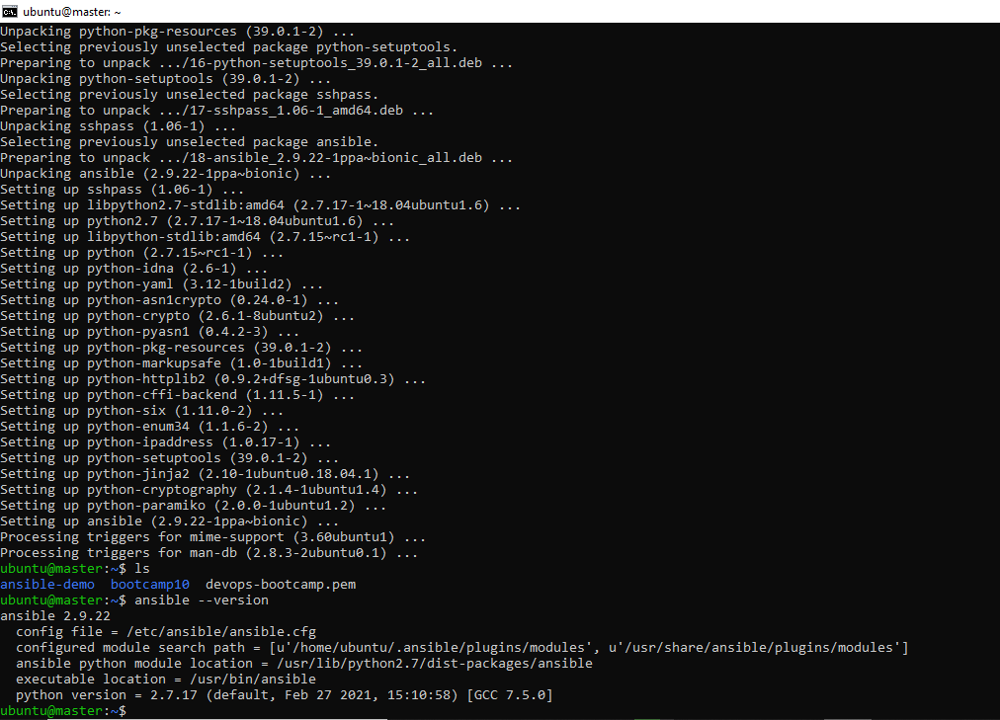 ubuntu@master: ~
Unpacking python-pkg-resources (39.0.1-2) ...
Selecting previously unselected package python-setuptools.
Preparing to unpack .../16-python-setuptools_39.0.1-2_all.deb ...
Unpacking python-setuptools (39.0.1-2) ...
Selecting previously unselected package sshpass.
Preparing to unpack .../17-sshpass_1.06-1_amd64.deb ...
Unpacking sshpass (1.06-1) ...
Selecting previously unselected package ansible.
Preparing to unpack .../18-ansible_2.9.22-1ppa~bionic_all.deb ...
Unpacking ansible (2.9.22-1ppa~bionic) ...
Setting up sshpass (1.06-1) ...
Setting up libpython2.7-stdlib:amd64 (2.7.17-1~18.04ubuntu1.6) ...
Setting up python2.7 (2.7.17-1~18.04ubuntu1.6) ...
Setting up libpython-stdlib:amd64 (2.7.15~rc1-1) ...
Setting up python (2.7.15~rc1-1) ...
Setting up python-idna (2.6-1) ...
Setting up python-yaml (3.12-1build2) ...
Setting up python-asn1crypto (0.24.0-1) ...
Setting up python-crypto (2.6.1-8ubuntu2) ...
Setting up python-pyasn1 (0.4.2-3) ...
Setting up python-pkg-resources (39.0.1-2) ...
Setting up python-markupsafe (1.0-1build1) ...
Setting up python-httplib2 (0.9.2+dfsg-1ubuntu0.3) ...
Setting up python-cffi-backend (1.11.5-1) ...
Setting up python-six (1.11.0-2) ...
Setting up python-enum34 (1.1.6-2) ...
Setting up python-ipaddress (1.0.17-1) ...
Setting up python-setuptools (39.0.1-2) ...
Setting up python-jinja2 (2.10-1ubuntu0.18.04.1) ...
Setting up python-cryptography (2.1.4-1ubuntu1.4) ...
Setting up python-paramiko (2.0.0-1ubuntu1.2) ...
Setting up ansible (2.9.22-1ppa~bionic) ...
Processing triggers for mime-support (3.60ubuntu1) ...
Processing triggers for man-db (2.8.3-2ubuntu0.1) ...
ubuntu@master:~$ ls
ansible-demo  bootcamp10  devops-bootcamp.pem
ubuntu@master:~$ ansible --version
ansible 2.9.22
  config file = /etc/ansible/ansible.cfg
  configured module search path = [u'/home/ubuntu/.ansible/plugins/modules', u'/usr/share/ansible/plugins/modules']
  ansible python module location = /usr/lib/python2.7/dist-packages/ansible
  executable location = /usr/bin/ansible
  python version = 2.7.17 (default, Feb 27 2021, 15:10:58) [GCC 7.5.0]
ubuntu@master:~$